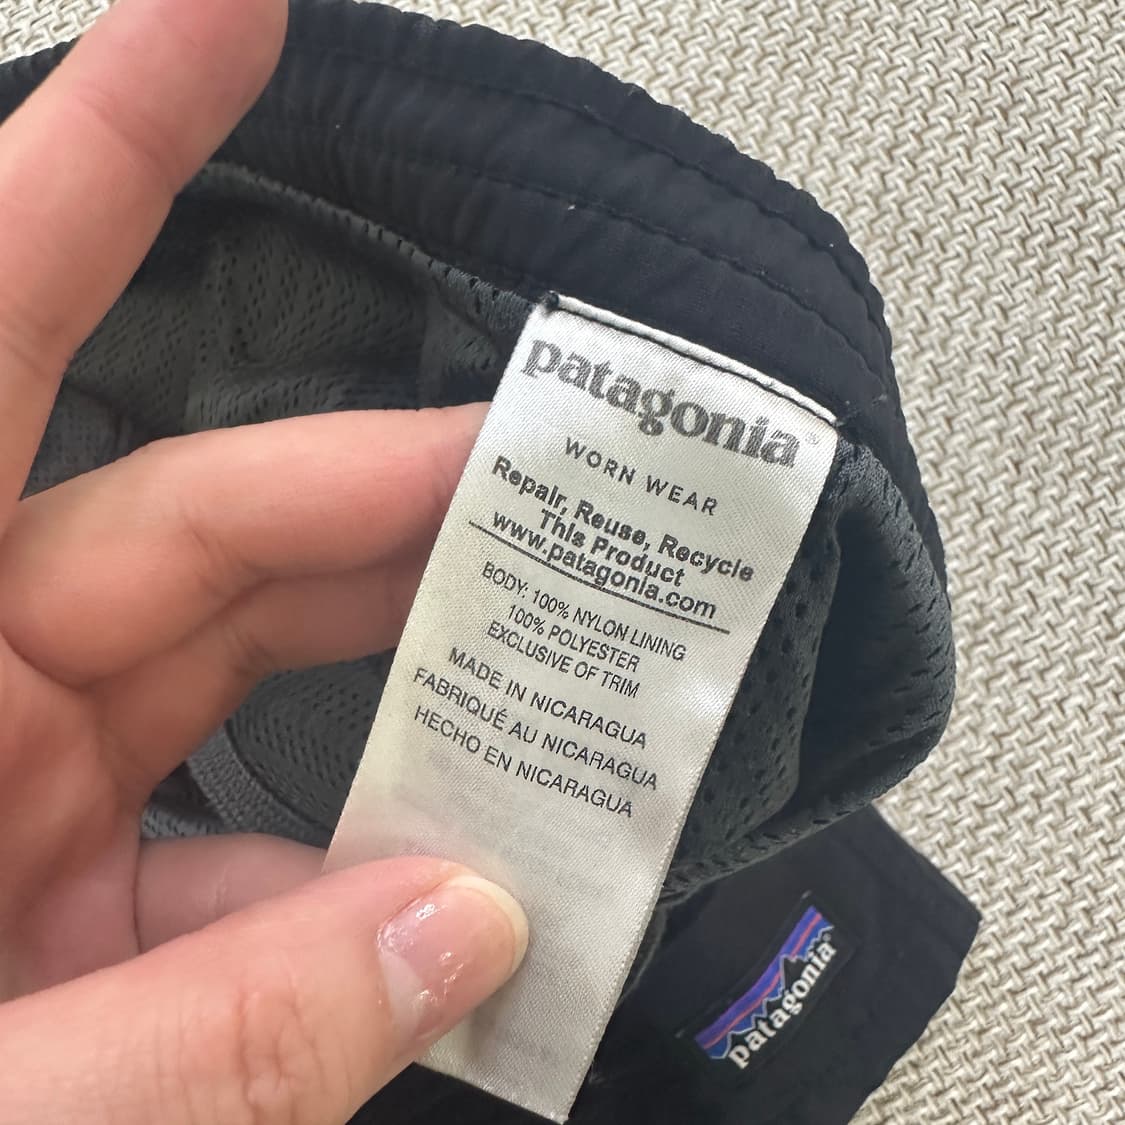 patagonia®
WORN WEAR
Repair, Reuse, Recycle
This Product
www.patagonia.com
BODY: 100% NYLON LINING
100% POLYESTER
EXCLUSIVE OF TRIM
MADE IN NICARAGUA
FABRIQUÉ AU NICARAGUA
HECHO EN NICARAGUA
patagonia